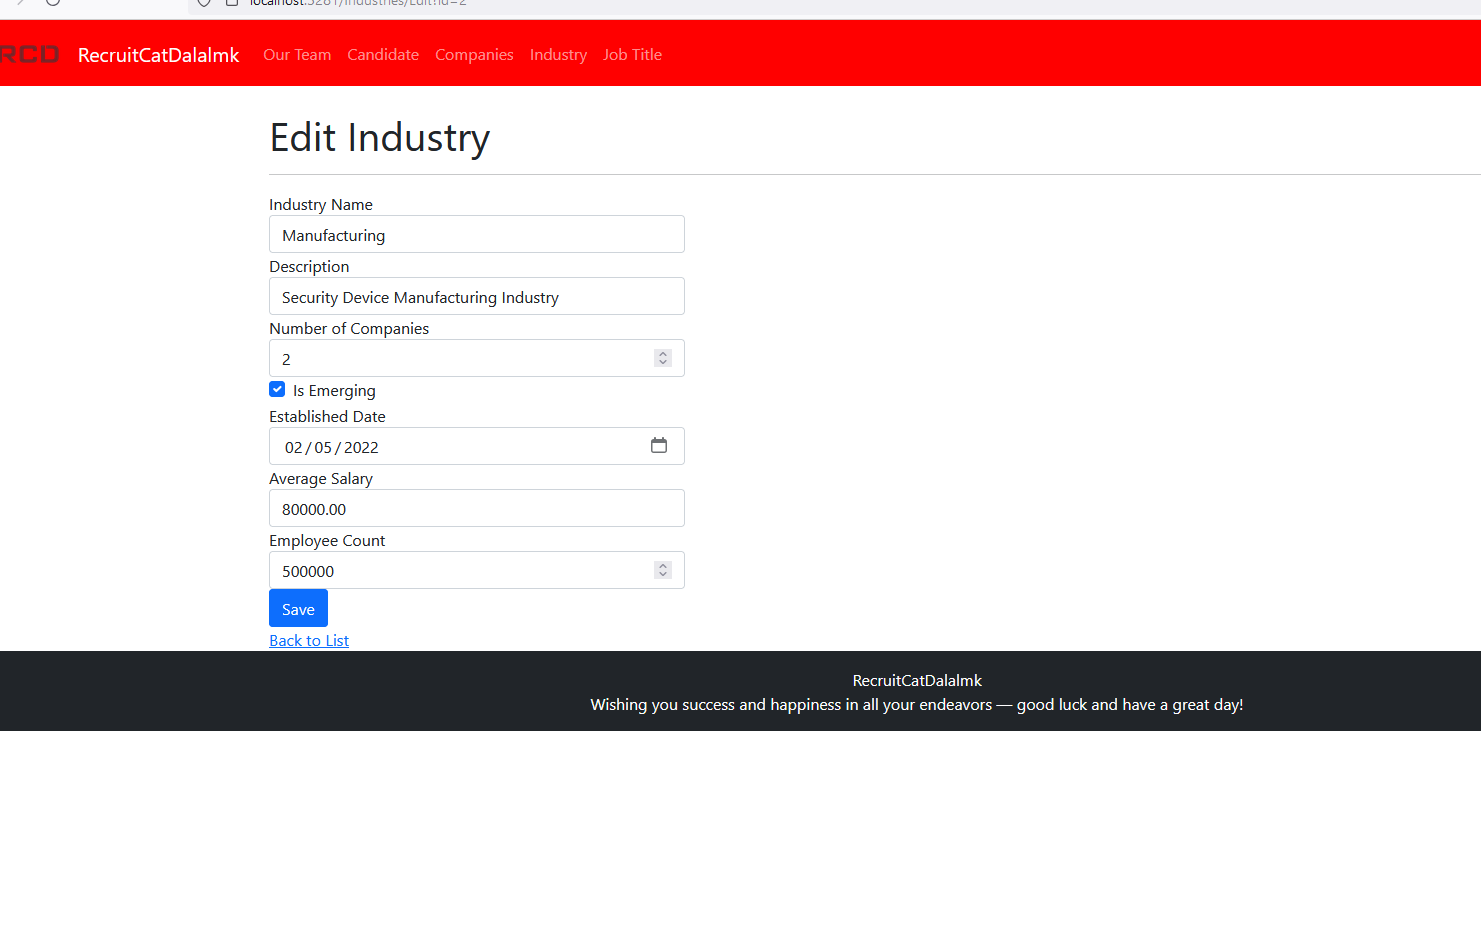 localhost:5281/Industries/Edit?id=2
RCD RecruitCatDalalmk Our Team Candidate Companies Industry Job Title
Edit Industry
Industry Name
Manufacturing
Description
Security Device Manufacturing Industry
Number of Companies
2
Is Emerging
Established Date
02/05/2022
Average Salary
80000.00
Employee Count
500000
Save
Back to List
RecruitCatDalalmk
Wishing you success and happiness in all your endeavors — good luck and have a great day!